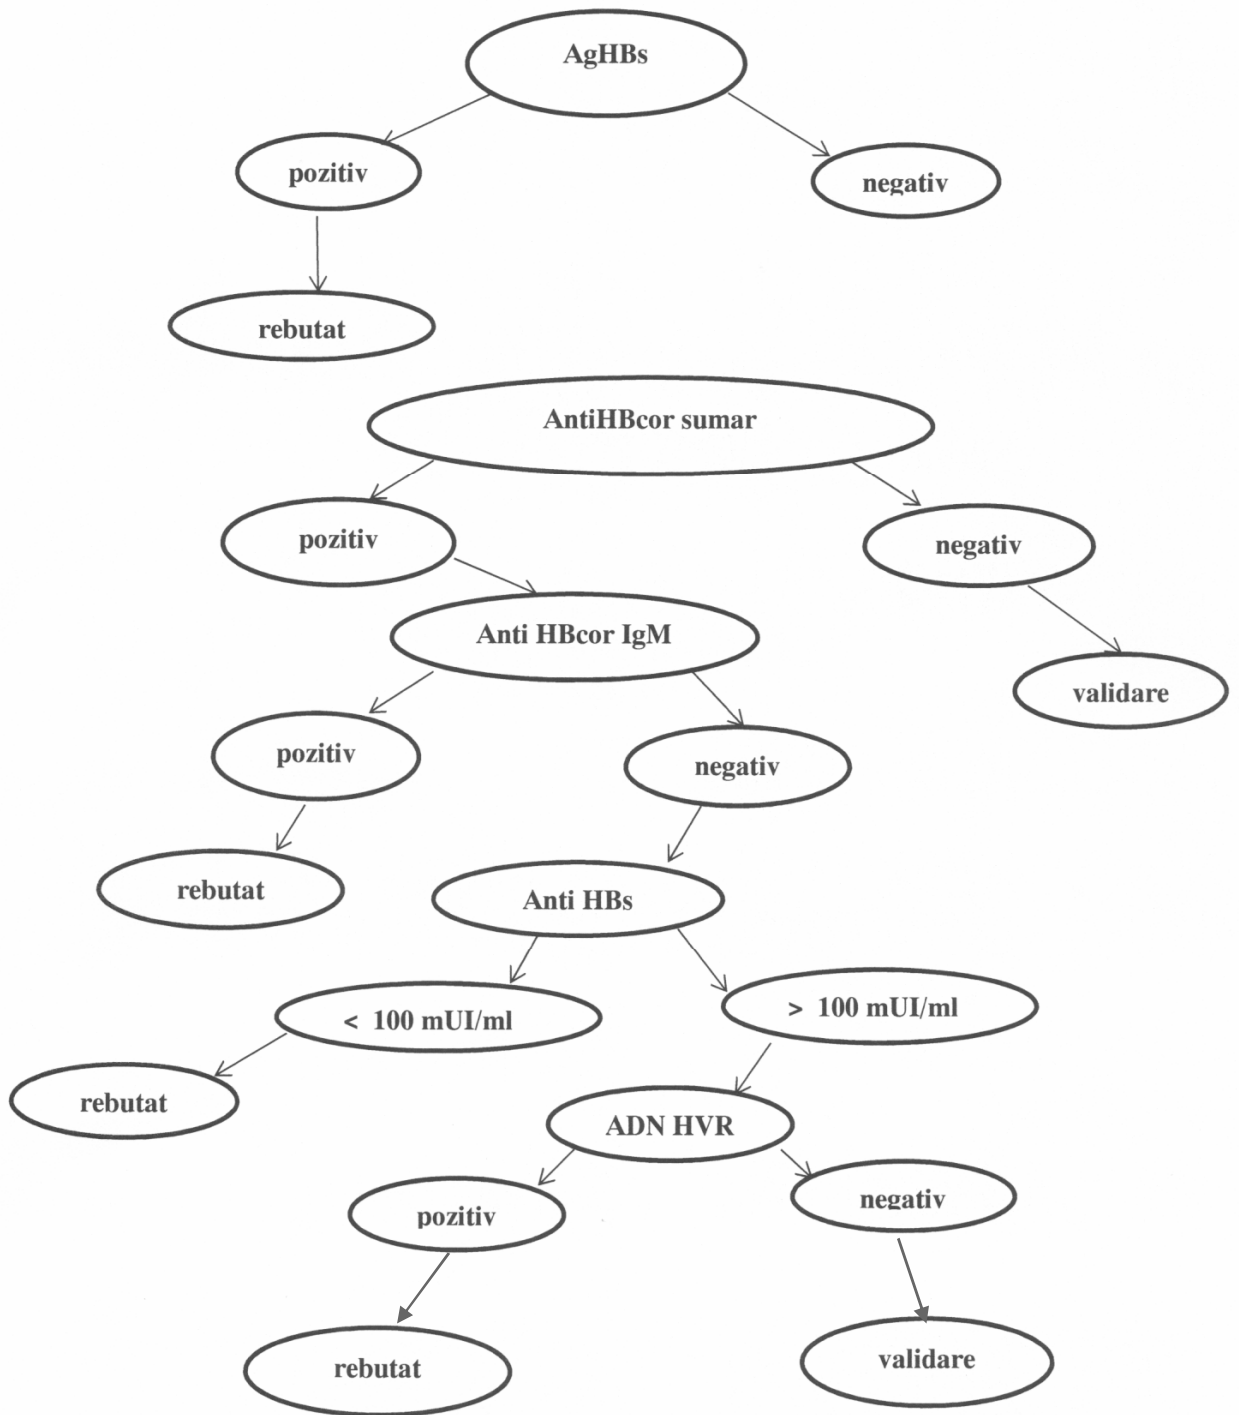 AgHBs
pozitiv
negativ
rebutat
AntiHBcor sumar
pozitiv
negativ
Anti HBcor IgM
validare
pozitiv
negativ
rebutat
Anti HBs
< 100 mUI/ml
> 100 mUI/ml
rebutat
ADN HVR
pozitiv
negativ
rebutat
validare